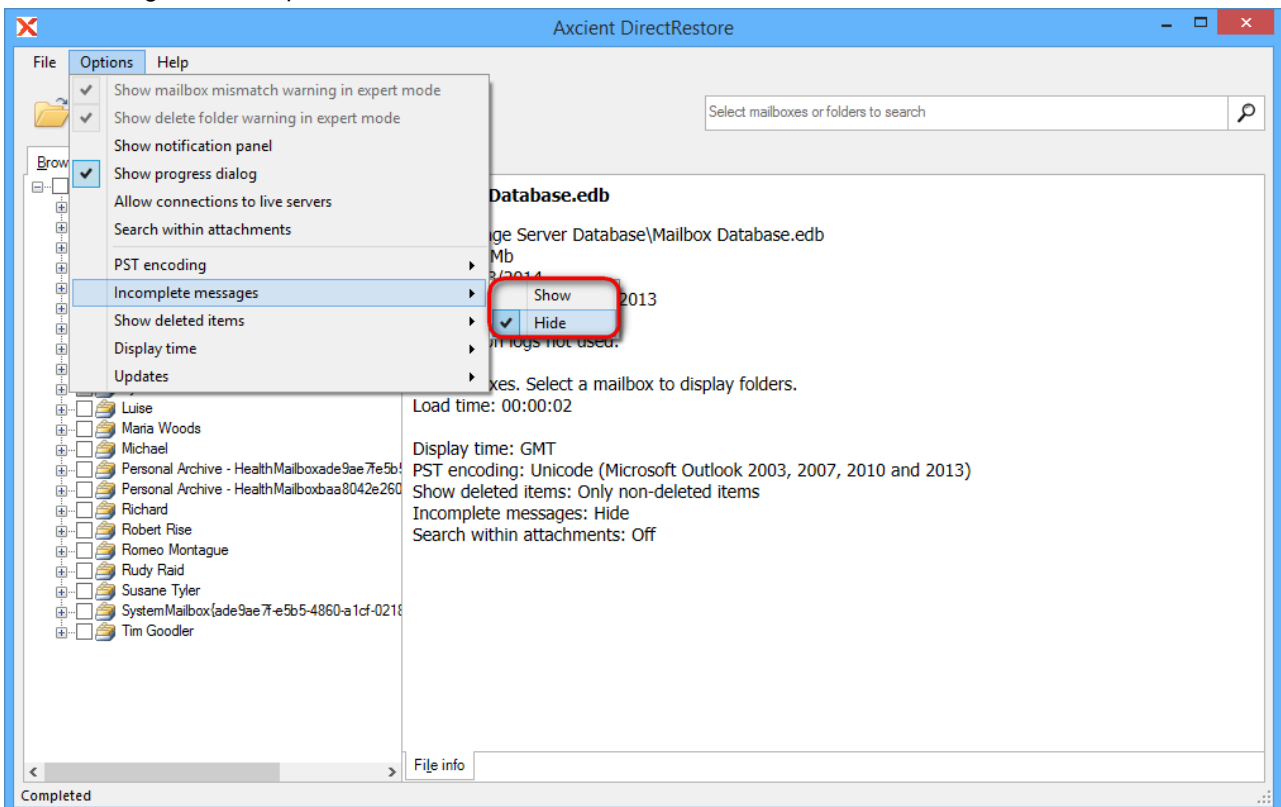 Axcient DirectRestore
File Options Help
Show mailbox mismatch warning in expert mode
Show delete folder warning in expert mode
Show notification panel
Show progress dialog
Allow connections to live servers
Search within attachments
PST encoding
Incomplete messages
Show deleted items
Display time
Updates
Show
Hide
Select mailboxes or folders to search
Brow
Database.edb
ge Server Database\Mailbox Database.edb
Mb
/2014
2013
n logs not used.
xes. Select a mailbox to display folders.
Load time: 00:00:02
Display time: GMT
PST encoding: Unicode (Microsoft Outlook 2003, 2007, 2010 and 2013)
Show deleted items: Only non-deleted items
Incomplete messages: Hide
Search within attachments: Off
Luise
Maria Woods
Michael
Personal Archive - HealthMailboxade9ae7fe5b5
Personal Archive - HealthMailboxbaa8042e260
Richard
Robert Rise
Romeo Montague
Rudy Raid
Susane Tyler
SystemMailbox{ade9ae7f-e5b5-4860-a1cf-0218
Tim Goodler
File info
Completed